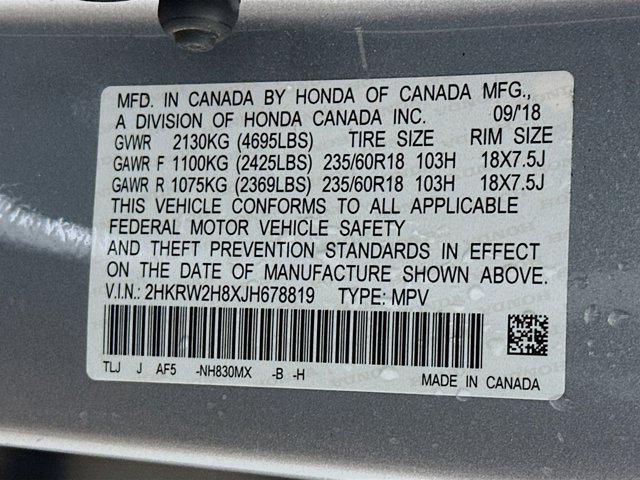 MFD. IN CANADA BY HONDA OF CANADA MFG.,
A DIVISION OF HONDA CANADA INC. 09/'18
GVWR 2130KG (4695LBS) TIRE SIZE RIM SIZE
GAWR F 1100KG (2425LBS) 235/60R18 103H 18X7.5J
GAWR R 1075KG (2369LBS) 235/60R18 103H 18X7.5J
THIS VEHICLE CONFORMS TO ALL APPLICABLE
FEDERAL MOTOR VEHICLE SAFETY
AND THEFT PREVENTION STANDARDS IN EFFECT
ON THE DATE OF MANUFACTURE SHOWN ABOVE.
V.I.N.: 2HKRW2H8XJH678819 TYPE: MPV
TLJ J AF5 -NH830MX -B -H
MADE IN CANADA